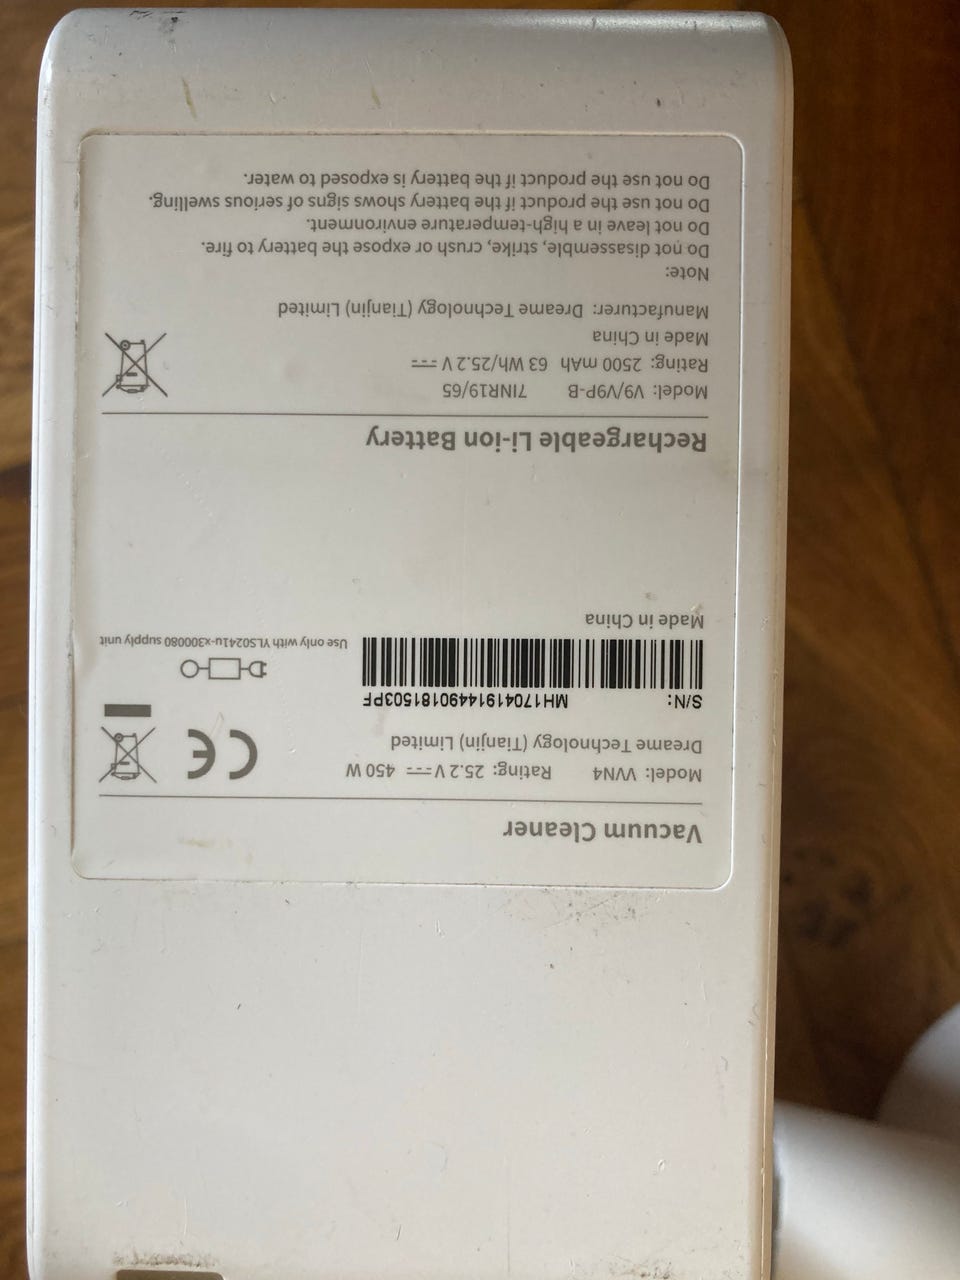 Vacuum Cleaner
Model: VVN4 Rating: 25.2 V ⎓ 450 W
Dreame Technology (Tianjin) Limited
S/N: MH1704191449018​1503PF
Use only with YLS0241u-x300080 supply unit
Made in China
CE
Rechargeable Li-ion Battery
Model: V9/V9P-B 7INR19/65
Rating: 2500 mAh 63 Wh/25.2 V ⎓
Made in China
Manufacturer: Dreame Technology (Tianjin) Limited
Note:
Do not disassemble, strike, crush or expose the battery to fire.
Do not leave in a high-temperature environment.
Do not use the product if the battery shows signs of serious swelling.
Do not use the product if the battery is exposed to water.